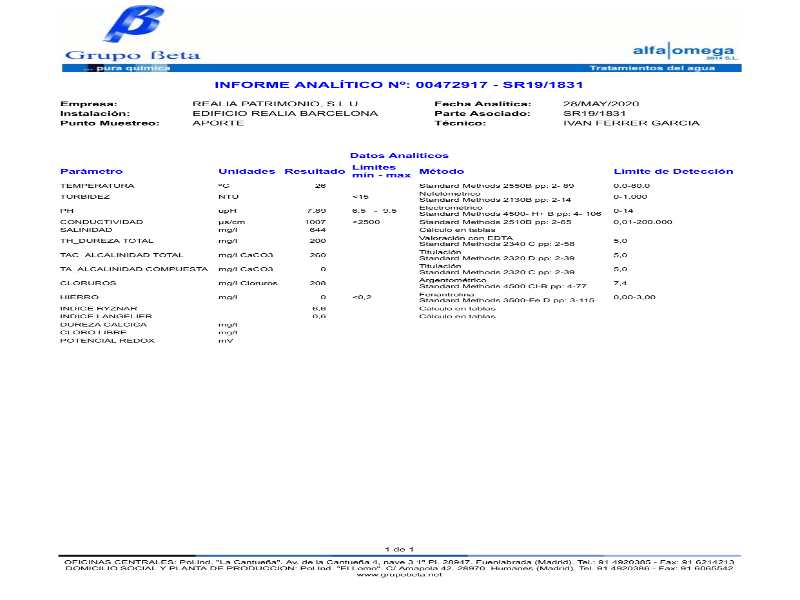 β
Grupo Beta
... pura química
alfa|omega
2014 S.L.
Tratamientos del agua
INFORME ANALÍTICO Nº: 00472917 - SR19/1831
Empresa: REALIA PATRIMONIO, S.L.U Fecha Analítica: 28/MAY/2020
Instalación: EDIFICIO REALIA BARCELONA Parte Asociado: SR19/1831
Punto Muestreo: APORTE Técnico: IVAN FERRER GARCIA
Datos Analíticos
Parámetro Unidades Resultado Limites min - max Método Limite de Detección
TEMPERATURA ºC 26 Standard Methods 2550B pp: 2- 89 0.0-80.0
TURBIDEZ NTU <15 Nefelométrico Standard Methods 2130B pp: 2-14 0-1.000
PH upH 7.89 6.5 - 9.5 Electrométrico Standard Methods 4500- H+ B pp: 4- 106 0-14
CONDUCTIVIDAD µs/cm 1007 <2500 Standard Methods 2510B pp: 2-65 0,01-200.000
SALINIDAD mg/l 644 Cálculo en tablas
TH_DUREZA TOTAL mg/l 200 Valoración con EDTA Standard Methods 2340 C pp: 2-58 5,0
TAC_ALCALINIDAD TOTAL mg/l CaCO3 260 Titulación Standard Methods 2320 D pp: 2-39 5,0
TA_ALCALINIDAD COMPUESTA mg/l CaCO3 0 Titulación Standard Methods 2320 C pp: 2-39 5,0
CLORUROS mg/l Cloruros 208 Argentométrico Standard Methods 4500 Cl-B pp: 4-77 7,4
HIERRO mg/l 0 <0,2 Fenantrolina Standard Methods 3500-Fe D pp: 3-115 0,00-3,00
INDICE RYZNAR 6,6 Cálculo en tablas
INDICE LANGELIER 0,6 Cálculo en tablas
DUREZA CALCICA mg/l
CLORO LIBRE mg/l
POTENCIAL REDOX mV
1 de 1
OFICINAS CENTRALES: Pol.Ind. "La Cantueña". Av. de la Cantueña 4, nave 3 1º Pl. 28947. Fuenlabrada (Madrid). Tel.: 91 4920385 - Fax: 91 6214213
DOMICILIO SOCIAL Y PLANTA DE PRODUCCION: Pol.Ind. "El Lomo". C/ Amapola 42. 28970. Humanes (Madrid). Tel. 91 4920386 - Fax: 91 6065542
www.grupobeta.net